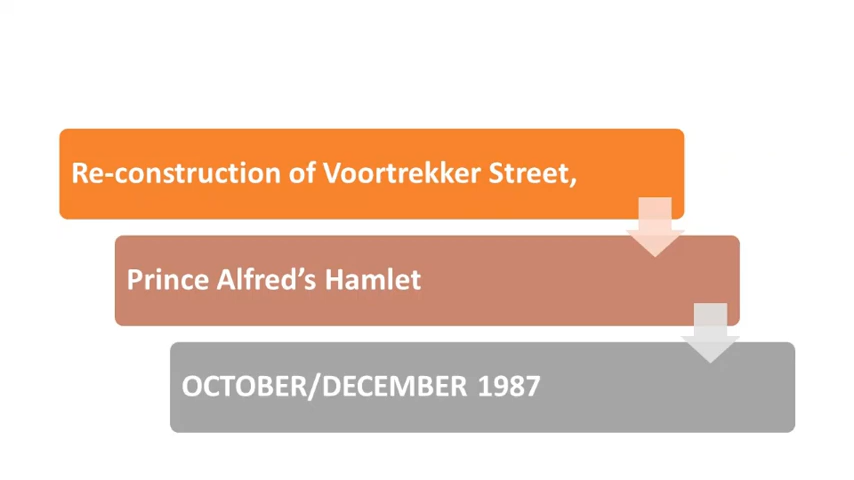 Re-construction of Voortrekker Street,
Prince Alfred’s Hamlet
OCTOBER/DECEMBER 1987